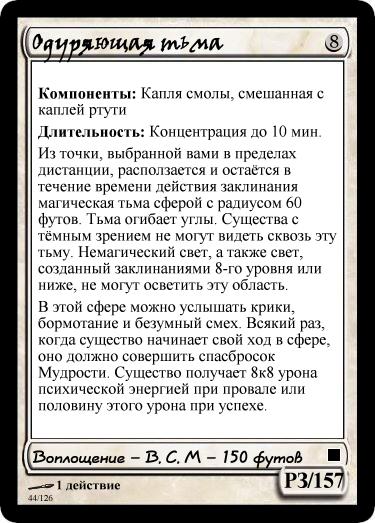 Одуряющая тьма 8
Компоненты: Капля смолы, смешанная с
каплей ртути
Длительность: Концентрация до 10 мин.
Из точки, выбранной вами в пределах
дистанции, расползается и остаётся в
течение времени действия заклинания
магическая тьма сферой с радиусом 60
футов. Тьма огибает углы. Существа с
тёмным зрением не могут видеть сквозь эту
тьму. Немагический свет, а также свет,
созданный заклинаниями 8-го уровня или
ниже, не могут осветить эту область.
В этой сфере можно услышать крики,
бормотание и безумный смех. Всякий раз,
когда существо начинает свой ход в сфере,
оно должно совершить спасбросок
Мудрости. Существо получает 8к8 урона
психической энергией при провале или
половину этого урона при успехе.
Воплощение – В, С, М – 150 футов
1 действие
P3/157
44/126